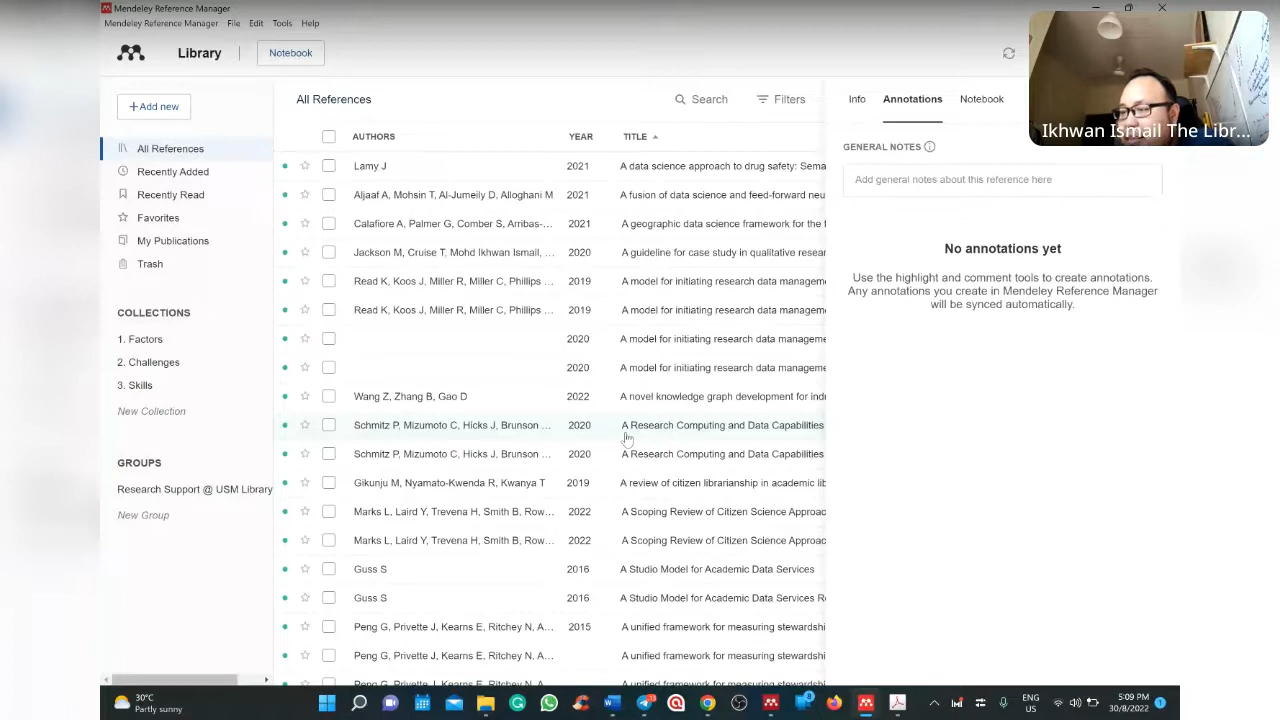 Mendeley Reference Manager
Mendeley Reference Manager File Edit Tools Help
Library Notebook
Ikhwan Ismail The Libr...
+Add new
All References
Recently Added
Recently Read
Favorites
My Publications
Trash
COLLECTIONS
1. Factors
2. Challenges
3. Skills
New Collection
GROUPS
Research Support @ USM Library
New Group
All References Search Filters
AUTHORS YEAR TITLE
Lamy J 2021 A data science approach to drug safety: Sema
Aljaaf A, Mohsin T, Al-Jumeily D, Alloghani M 2021 A fusion of data science and feed-forward neu
Calafiore A, Palmer G, Comber S, Arribas-... 2021 A geographic data science framework for the
Jackson M, Cruise T, Mohd Ikhwan Ismail, ... 2020 A guideline for case study in qualitative resear
Read K, Koos J, Miller R, Miller C, Phillips ... 2019 A model for initiating research data manageme
Read K, Koos J, Miller R, Miller C, Phillips ... 2019 A model for initiating research data manageme
2020 A model for initiating research data manageme
2020 A model for initiating research data manageme
Wang Z, Zhang B, Gao D 2022 A novel knowledge graph development for ind
Schmitz P, Mizumoto C, Hicks J, Brunson ... 2020 A Research Computing and Data Capabilities
Schmitz P, Mizumoto C, Hicks J, Brunson ... 2020 A Research Computing and Data Capabilities
Gikunju M, Nyamato-Kwenda R, Kwanya T 2019 A review of citizen librarianship in academic lib
Marks L, Laird Y, Trevena H, Smith B, Row... 2022 A Scoping Review of Citizen Science Approac
Marks L, Laird Y, Trevena H, Smith B, Row... 2022 A Scoping Review of Citizen Science Approac
Guss S 2016 A Studio Model for Academic Data Services
Guss S 2016 A Studio Model for Academic Data Services R
Peng G, Privette J, Kearns E, Ritchey N, A... 2015 A unified framework for measuring stewardshi
Peng G, Privette J, Kearns E, Ritchey N, A... A unified framework for measuring stewardshi
Info Annotations Notebook
GENERAL NOTES
Add general notes about this reference here
No annotations yet
Use the highlight and comment tools to create annotations.
Any annotations you create in Mendeley Reference Manager
will be synced automatically.
30°C
Partly sunny
ENG
US
5:09 PM
30/8/2022